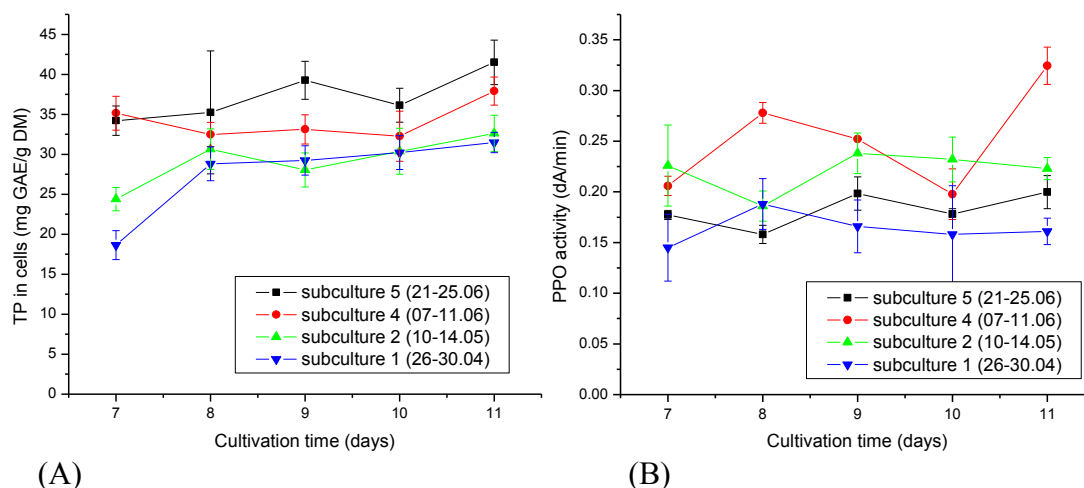 TP in cells (mg GAE/g DM)
45
40
35
30
25
20
15
10
5
0
7 8 9 10 11
Cultivation time (days)
subculture 5 (21-25.06)
subculture 4 (07-11.06)
subculture 2 (10-14.05)
subculture 1 (26-30.04)
(A)
PPO activity (dA/min)
0.35
0.30
0.25
0.20
0.15
0.10
0.05
0.00
7 8 9 10 11
Cultivation time (days)
subculture 5 (21-25.06)
subculture 4 (07-11.06)
subculture 2 (10-14.05)
subculture 1 (26-30.04)
(B)